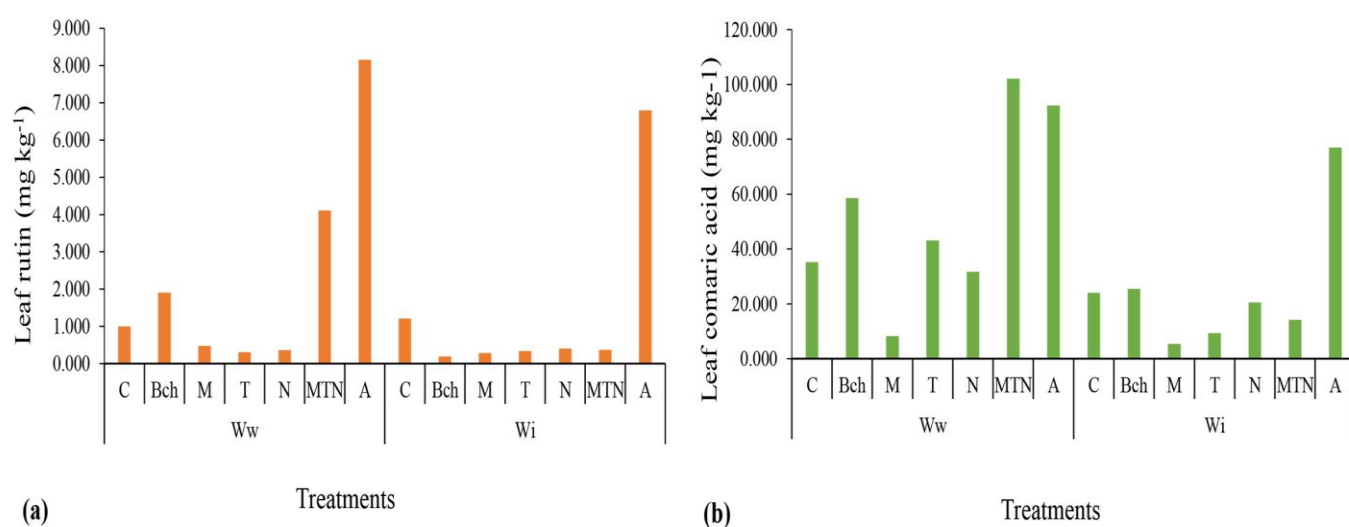 Leaf rutin (mg kg⁻¹)
9.000
8.000
7.000
6.000
5.000
4.000
3.000
2.000
1.000
0.000
C Bch M T N MTN A C Bch M T N MTN A
Ww Wi
Treatments
(a)
Leaf comaric acid (mg kg-1)
120.000
100.000
80.000
60.000
40.000
20.000
0.000
C Bch M T N MTN A C Bch M T N MTN A
Ww Wi
Treatments
(b)